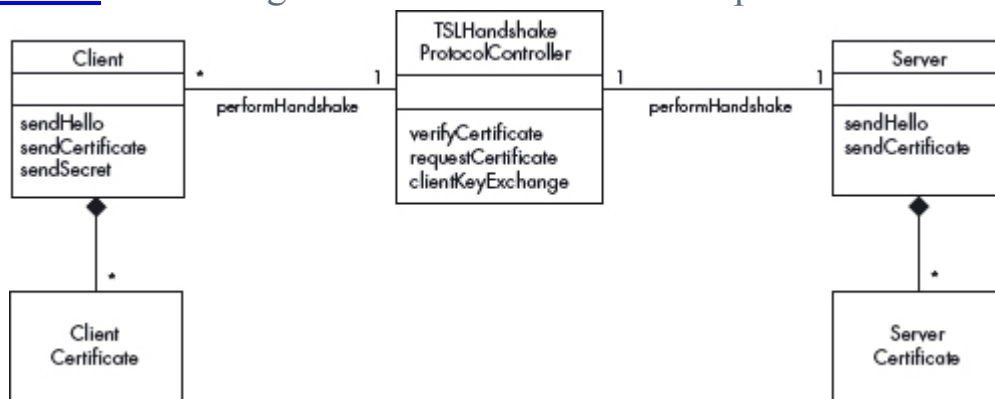 TSLHandshake
ProtocolController
Client
Server
* 1
1 1
performHandshake
performHandshake
sendHello
sendCertificate
sendSecret
verifyCertificate
requestCertificate
clientKeyExchange
sendHello
sendCertificate
*
*
Client
Certificate
Server
Certificate